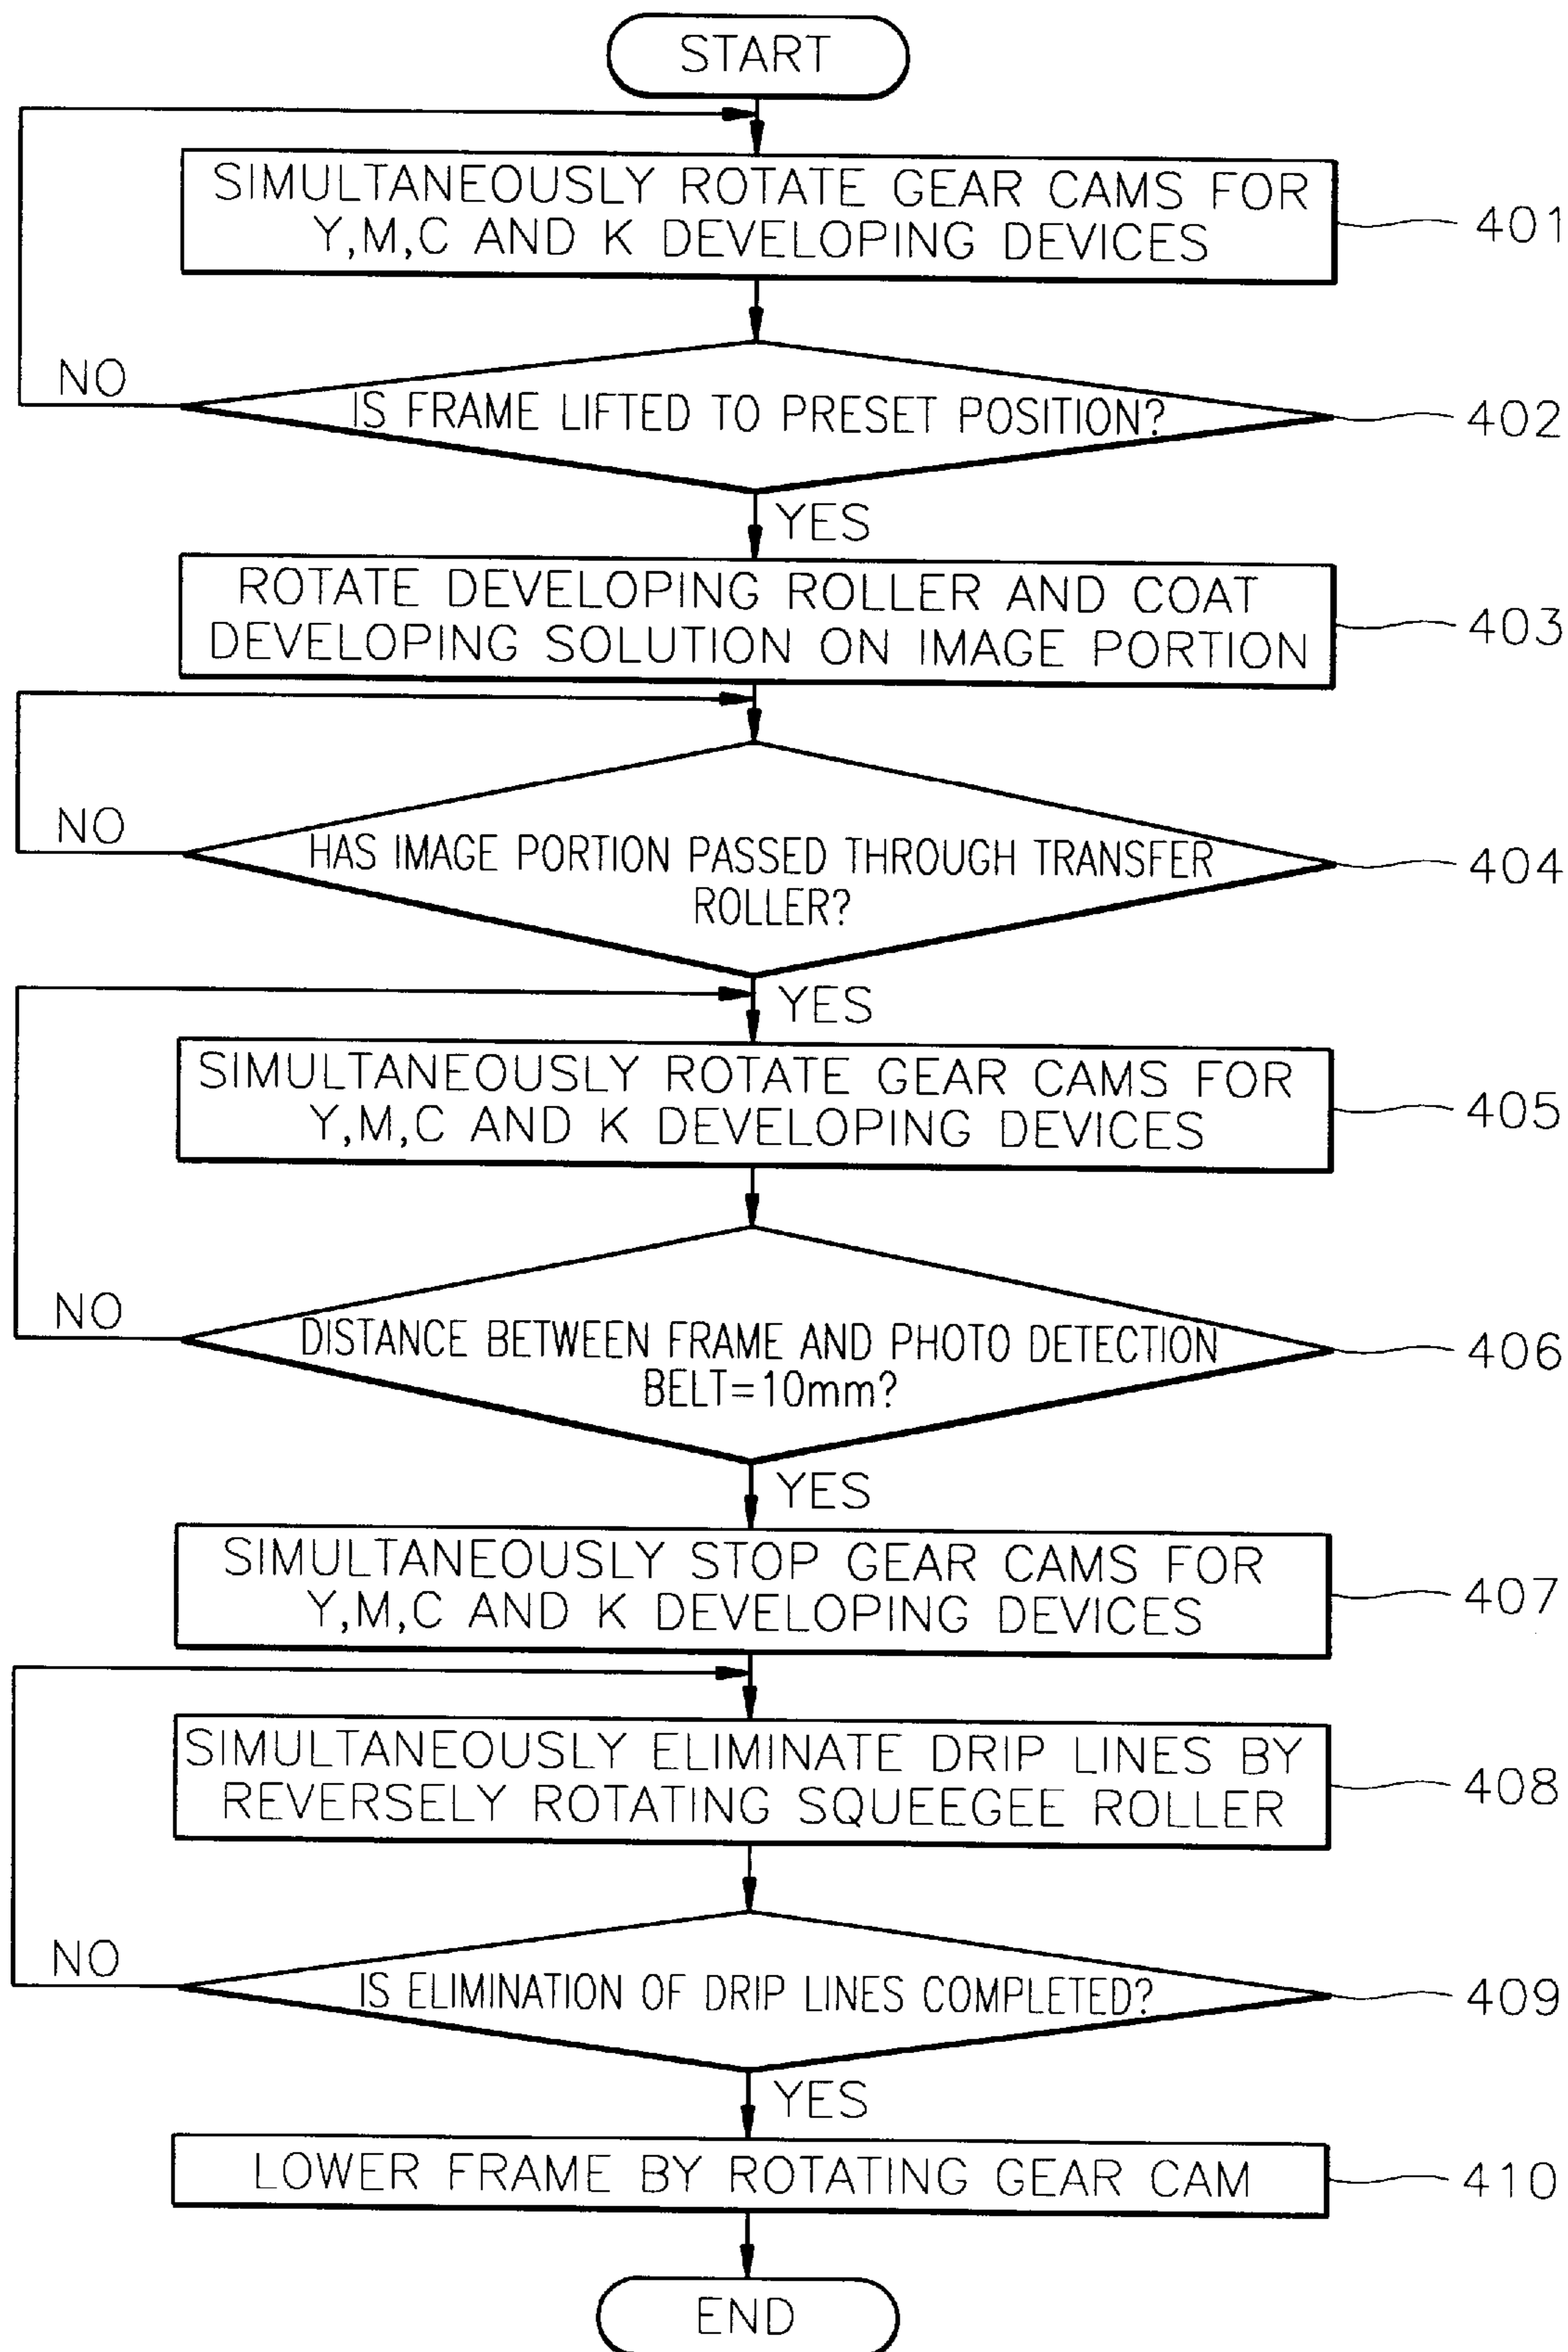 START
SIMULTANEOUSLY ROTATE GEAR CAMS FOR
Y,M,C AND K DEVELOPING DEVICES
401
NO
IS FRAME LIFTED TO PRESET POSITION?
402
YES
ROTATE DEVELOPING ROLLER AND COAT
DEVELOPING SOLUTION ON IMAGE PORTION
403
NO
HAS IMAGE PORTION PASSED THROUGH TRANSFER
ROLLER?
404
YES
SIMULTANEOUSLY ROTATE GEAR CAMS FOR
Y,M,C AND K DEVELOPING DEVICES
405
NO
DISTANCE BETWEEN FRAME AND PHOTO DETECTION
BELT=10mm?
406
YES
SIMULTANEOUSLY STOP GEAR CAMS FOR
Y,M,C AND K DEVELOPING DEVICES
407
SIMULTANEOUSLY ELIMINATE DRIP LINES BY
REVERSELY ROTATING SQUEEGEE ROLLER
408
NO
IS ELIMINATION OF DRIP LINES COMPLETED?
409
YES
LOWER FRAME BY ROTATING GEAR CAM
410
END